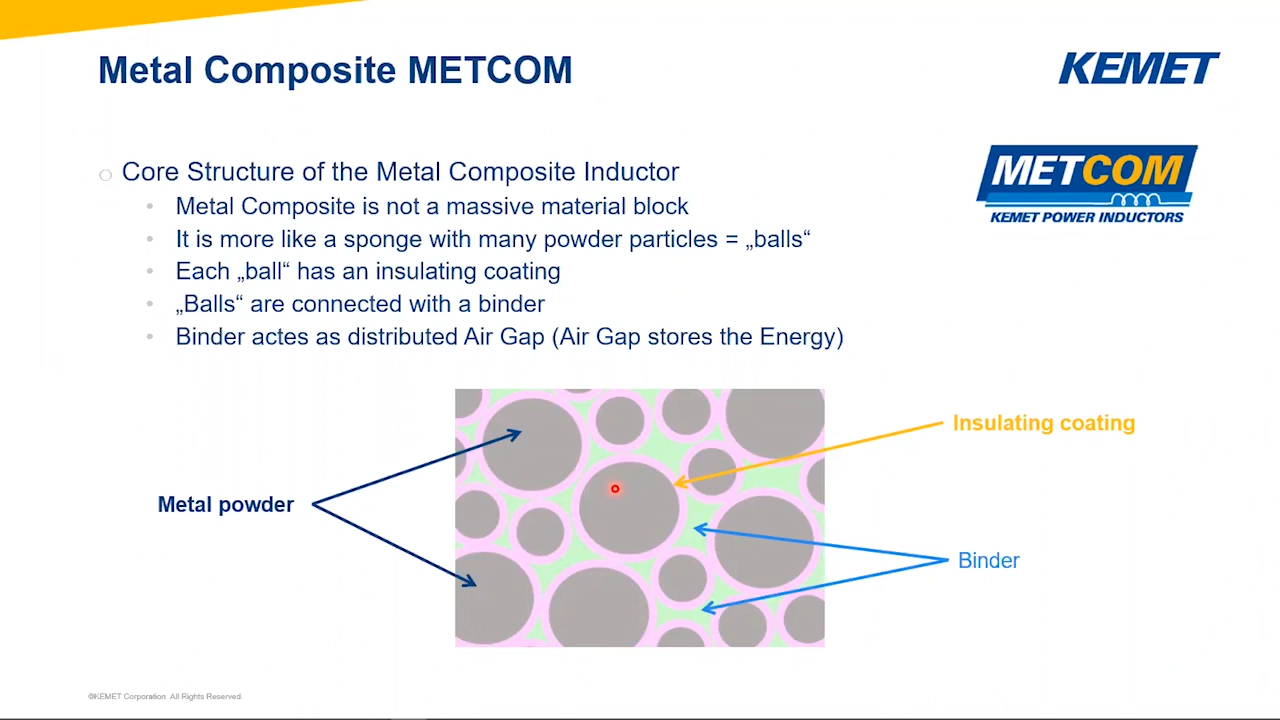 Metal Composite METCOM
KEMET
Core Structure of the Metal Composite Inductor
METCOM
KEMET POWER INDUCTORS
Metal Composite is not a massive material block
It is more like a sponge with many powder particles = „balls“
Each „ball“ has an insulating coating
„Balls“ are connected with a binder
Binder actes as distributed Air Gap (Air Gap stores the Energy)
Insulating coating
Metal powder
Binder
©KEMET Corporation. All Rights Reserved.